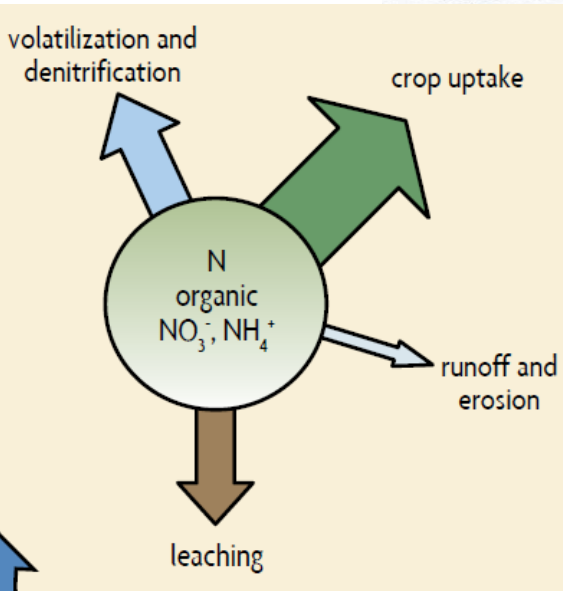 volatilization and
denitrification
crop uptake
N
organic
NO₃⁻, NH₄⁺
runoff and
erosion
leaching